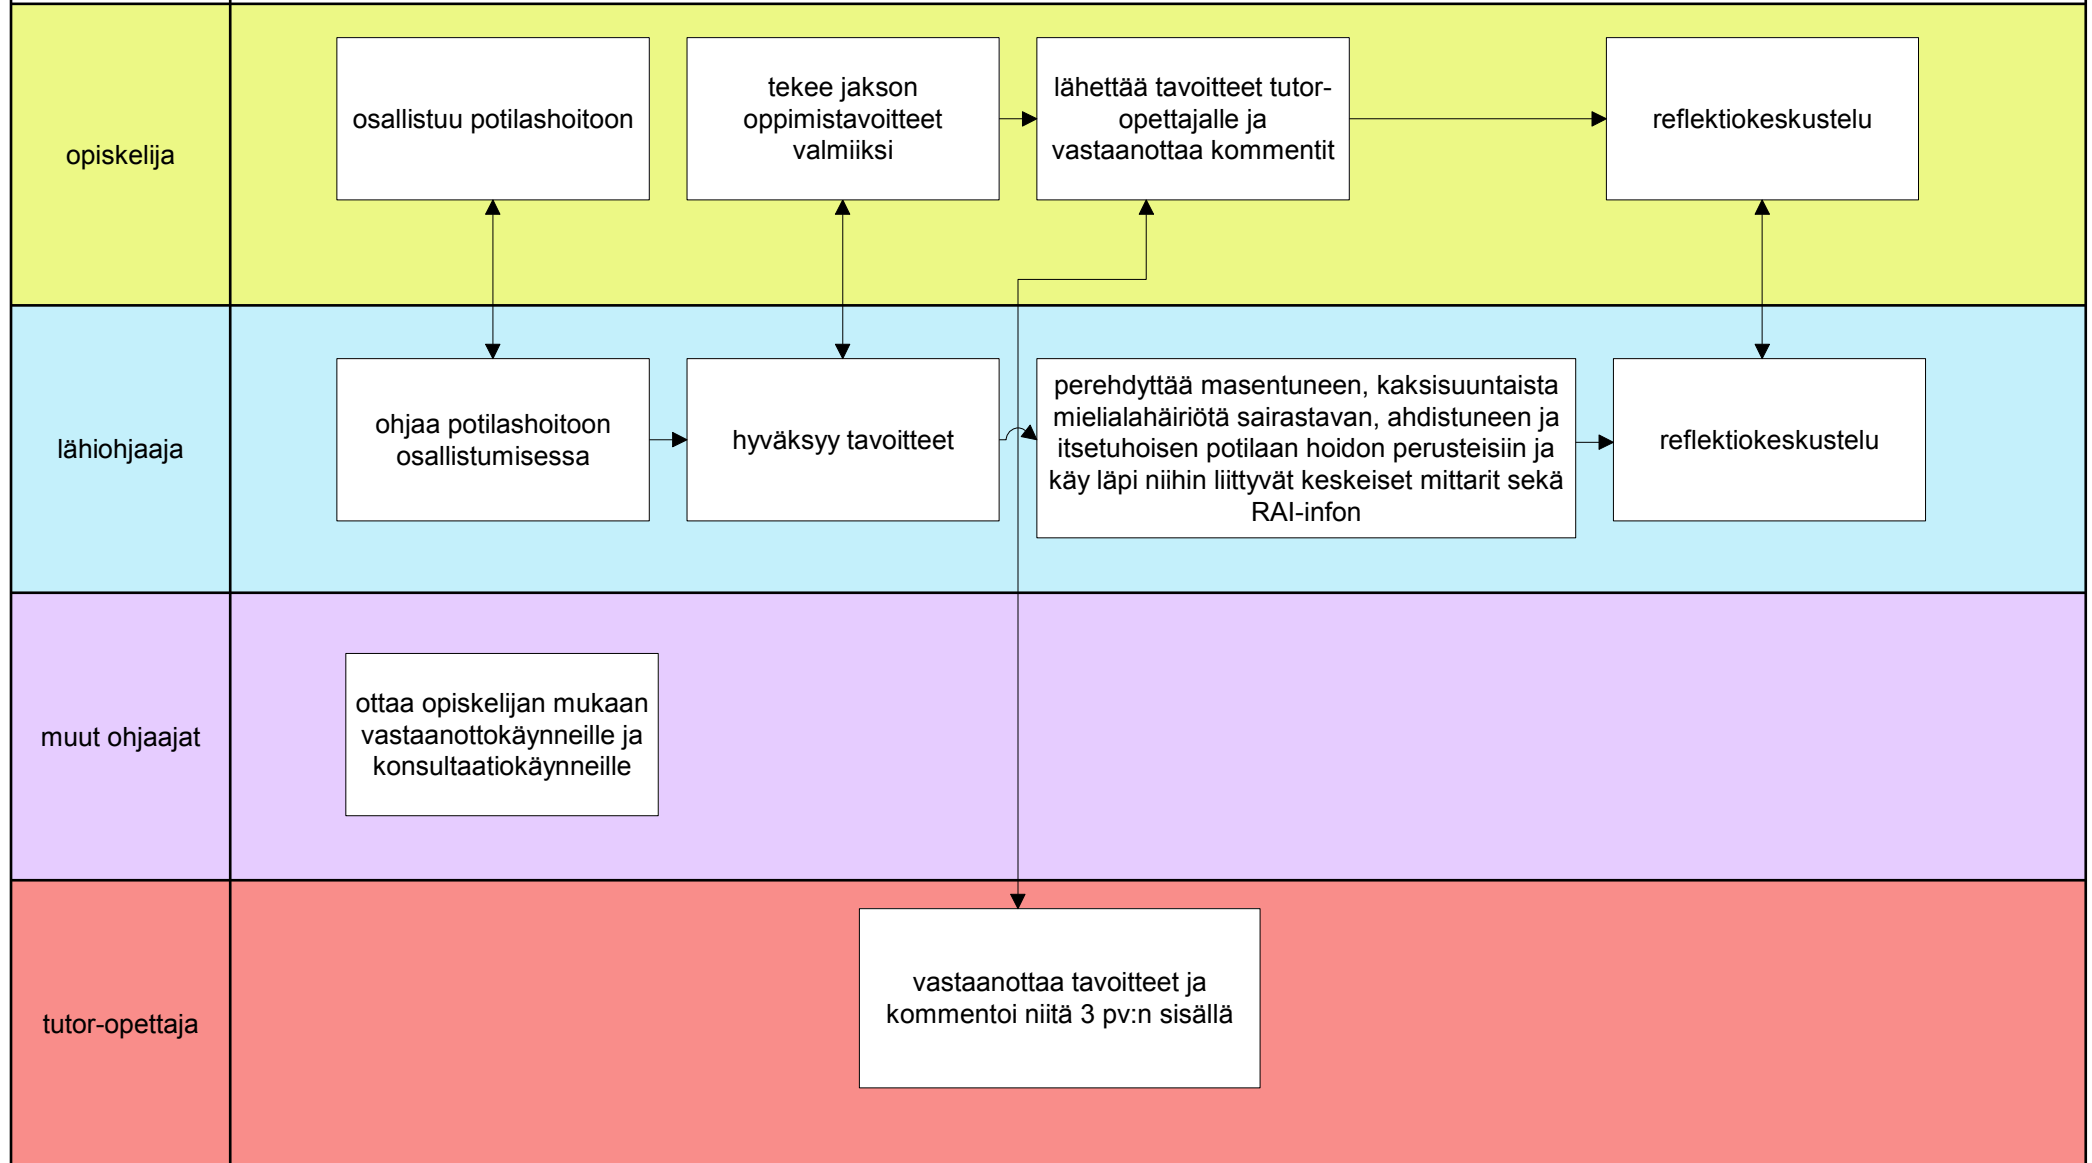 opiskelija
osallistuu potilashoitoon
tekee jakson
oppimistavoitteet
valmiiksi
lähettää tavoitteet tutor-
opettajalle ja
vastaanottaa kommentit
reflektiokeskustelu
lähiohjaaja
ohjaa potilashoitoon
osallistumisessa
hyväksyy tavoitteet
perehdyttää masentuneen, kaksisuuntaista
mielialahäiriötä sairastavan, ahdistuneen ja
itsetuhoisen potilaan hoidon perusteisiin ja
käy läpi niihin liittyvät keskeiset mittarit sekä
RAI-infon
reflektiokeskustelu
muut ohjaajat
ottaa opiskelijan mukaan
vastaanottokäynneille ja
konsultaatiokäynneille
tutor-opettaja
vastaanottaa tavoitteet ja
kommentoi niitä 3 pv:n sisällä